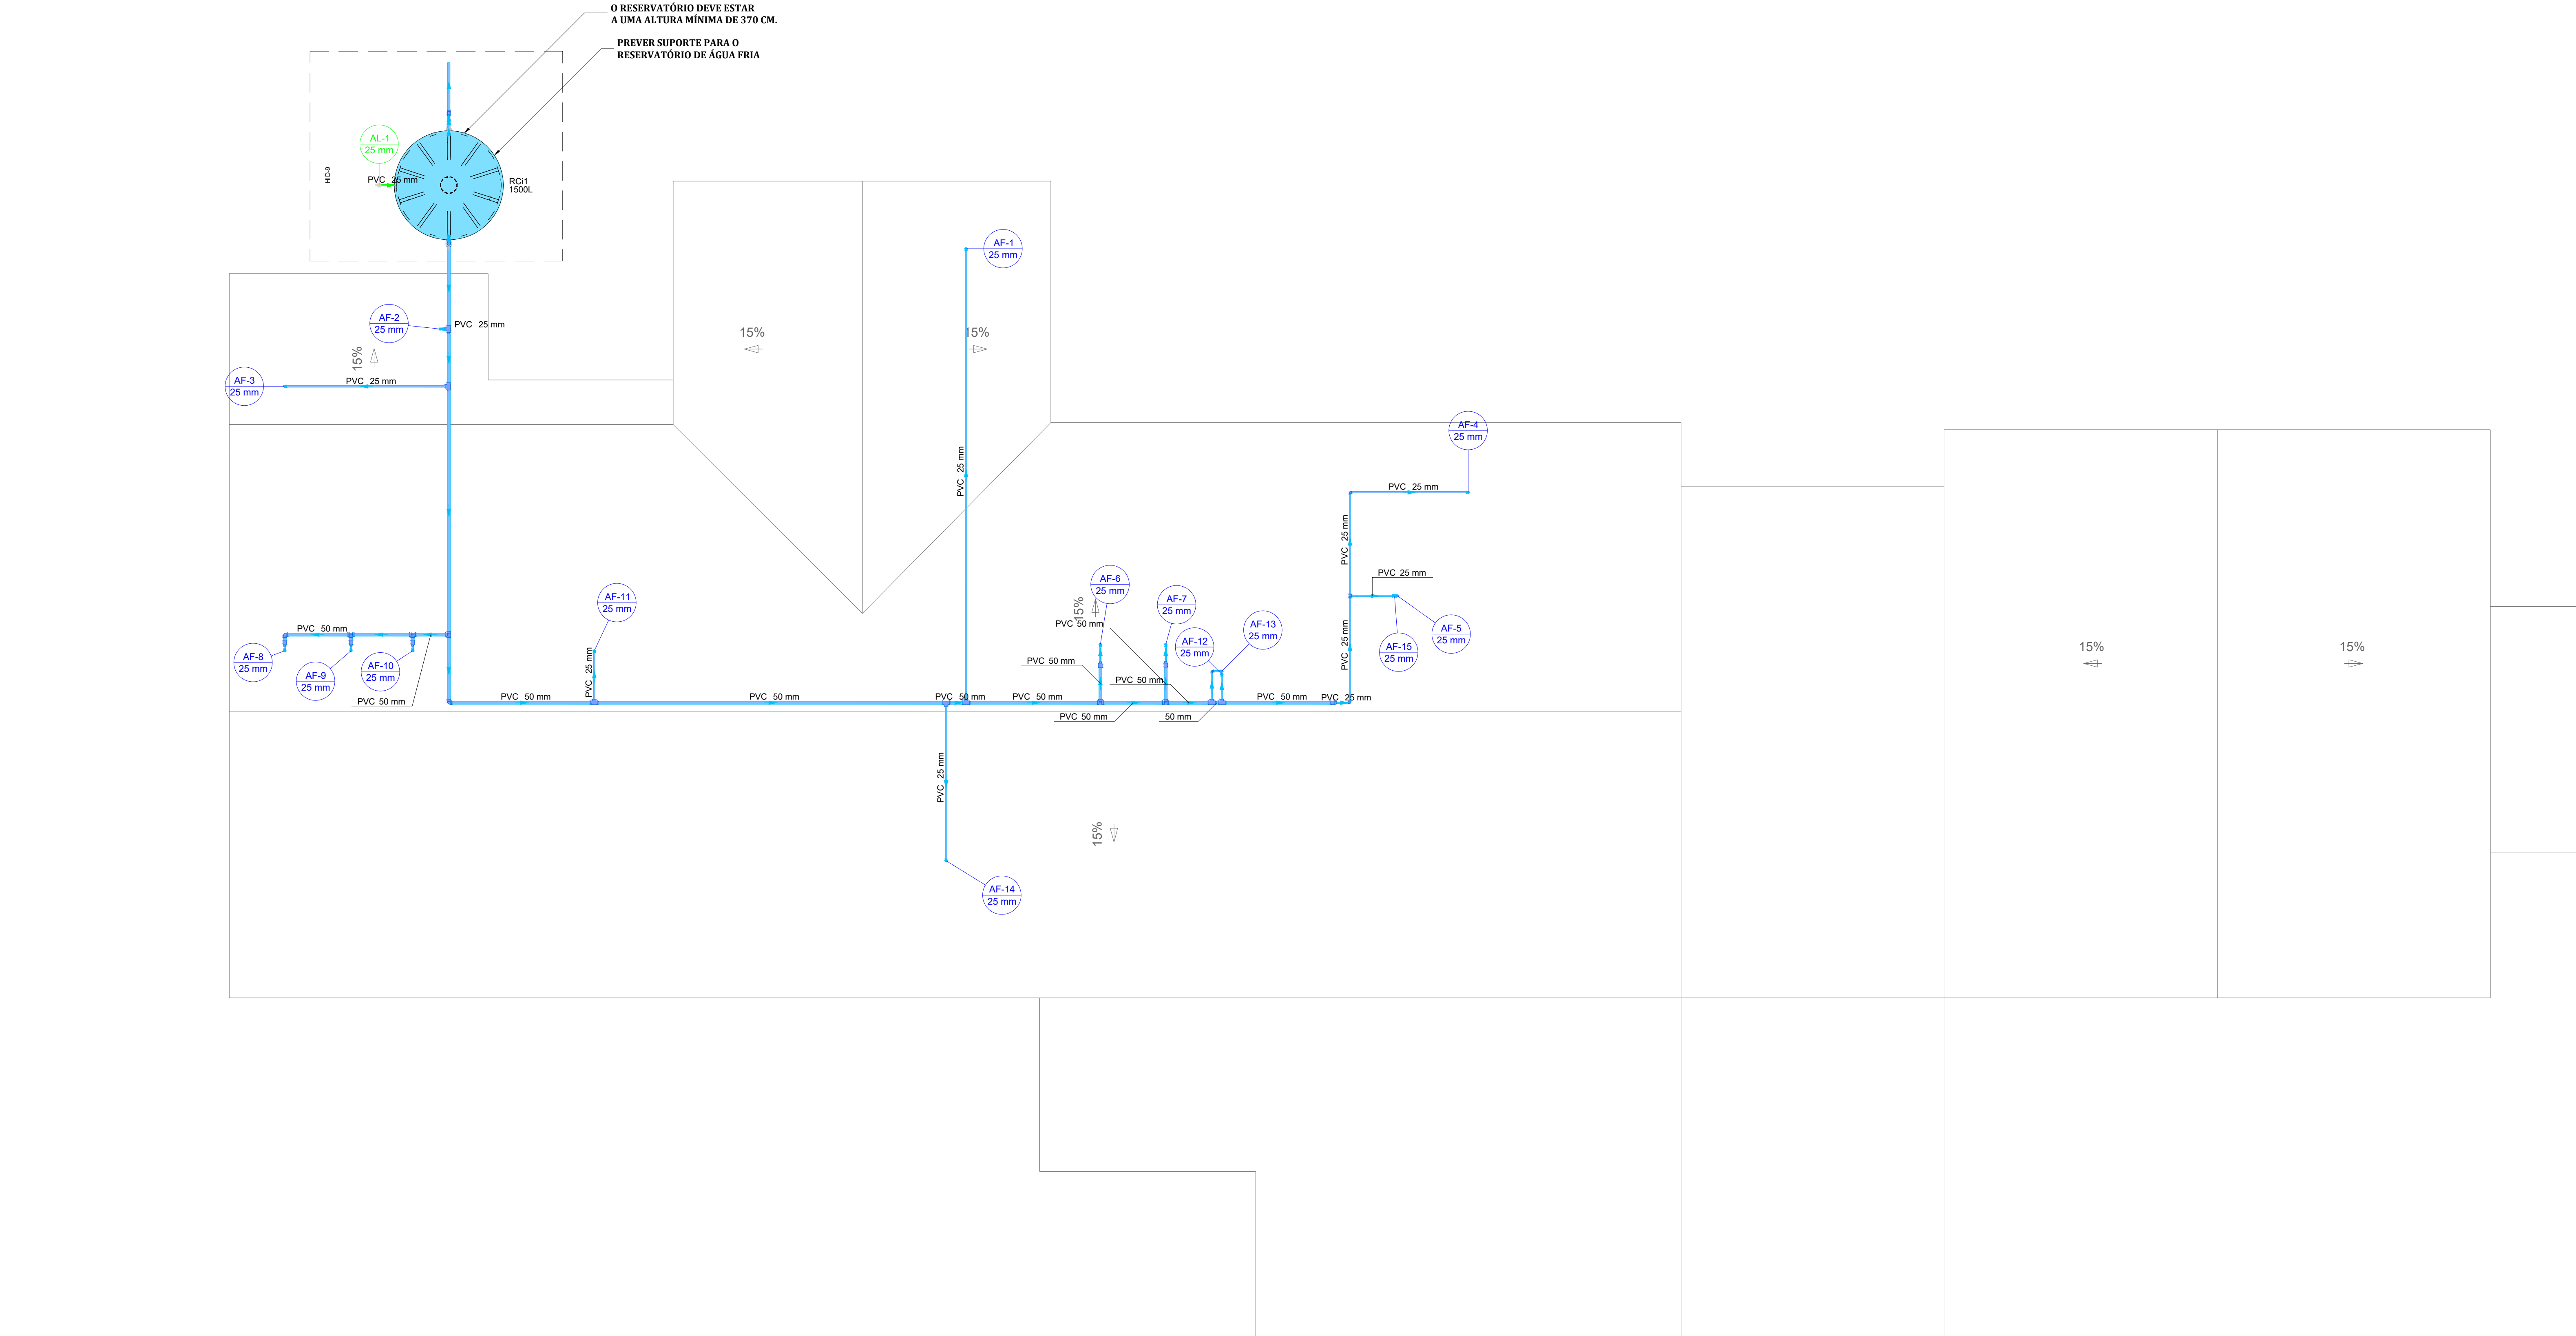 O RESERVATÓRIO DEVE ESTAR
A UMA ALTURA MÍNIMA DE 370 CM.
PREVER SUPORTE PARA O
RESERVATÓRIO DE ÁGUA FRIA
AL-1
25 mm
HID-9
PVC 25 mm
RCi1
1500L
AF-1
25 mm
AF-2
25 mm
PVC 25 mm
15%
15%
15%
AF-3
25 mm
PVC 25 mm
AF-4
25 mm
PVC 25 mm
PVC 25 mm
PVC 25 mm
PVC 25 mm
AF-6
25 mm
AF-7
25 mm
AF-11
25 mm
15%
PVC 50 mm
AF-13
25 mm
AF-12
25 mm
AF-5
25 mm
AF-15
25 mm
PVC 25 mm
PVC 50 mm
AF-8
25 mm
AF-9
25 mm
AF-10
25 mm
PVC 50 mm
PVC 25 mm
PVC 50 mm
PVC 50 mm
15%
15%
PVC 50 mm
PVC 50 mm
PVC 50 mm
PVC 50 mm
PVC 50 mm
PVC 25 mm
PVC 50 mm
50 mm
PVC 25 mm
15%
AF-14
25 mm